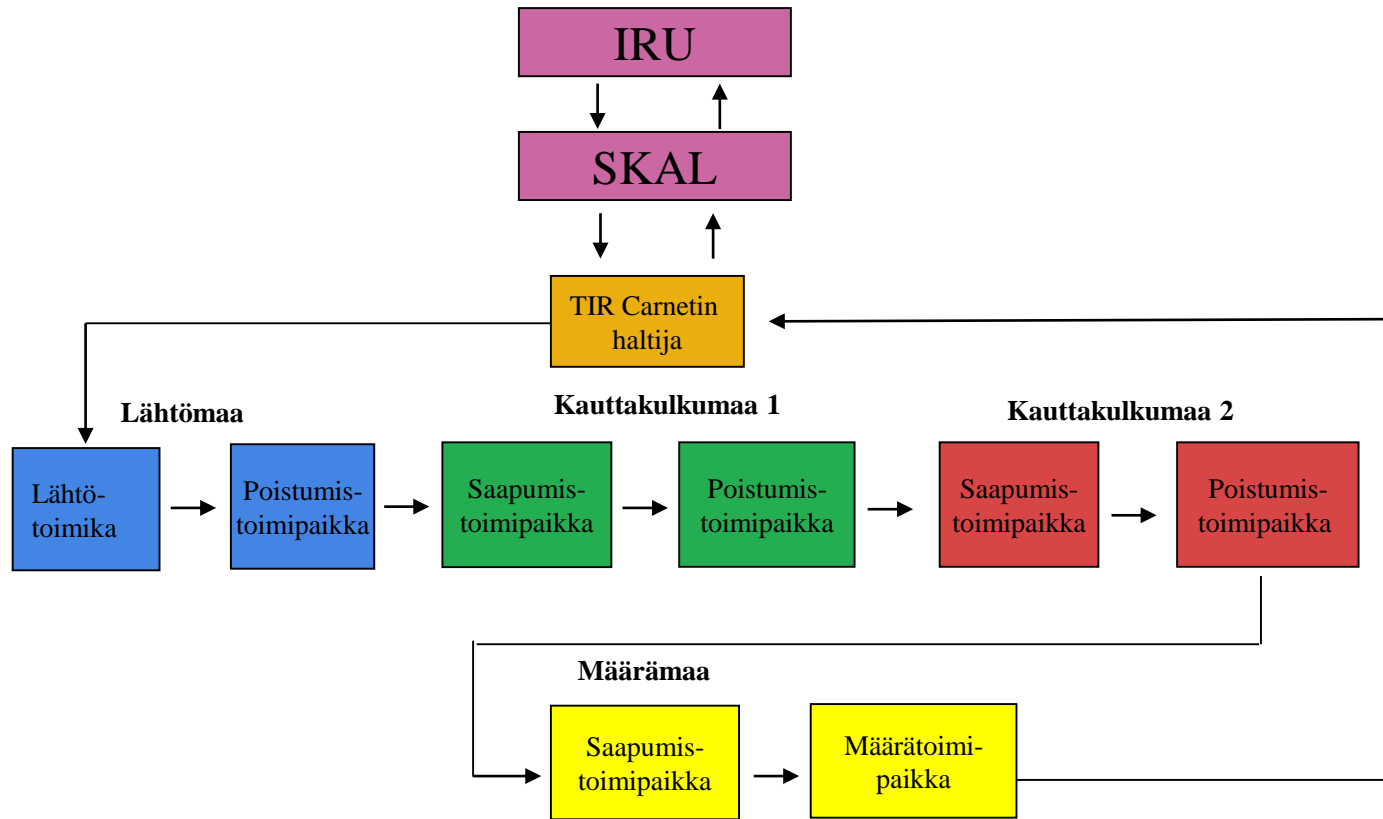 IRU
SKAL
TIR Carnetin
haltija
Lähtömaa
Kauttakulkumaa 1
Kauttakulkumaa 2
Lähtö-
toimika
Poistumis-
toimipaikka
Saapumis-
toimipaikka
Poistumis-
toimipaikka
Saapumis-
toimipaikka
Poistumis-
toimipaikka
Määrämaa
Saapumis-
toimipaikka
Määrätoimi-
paikka